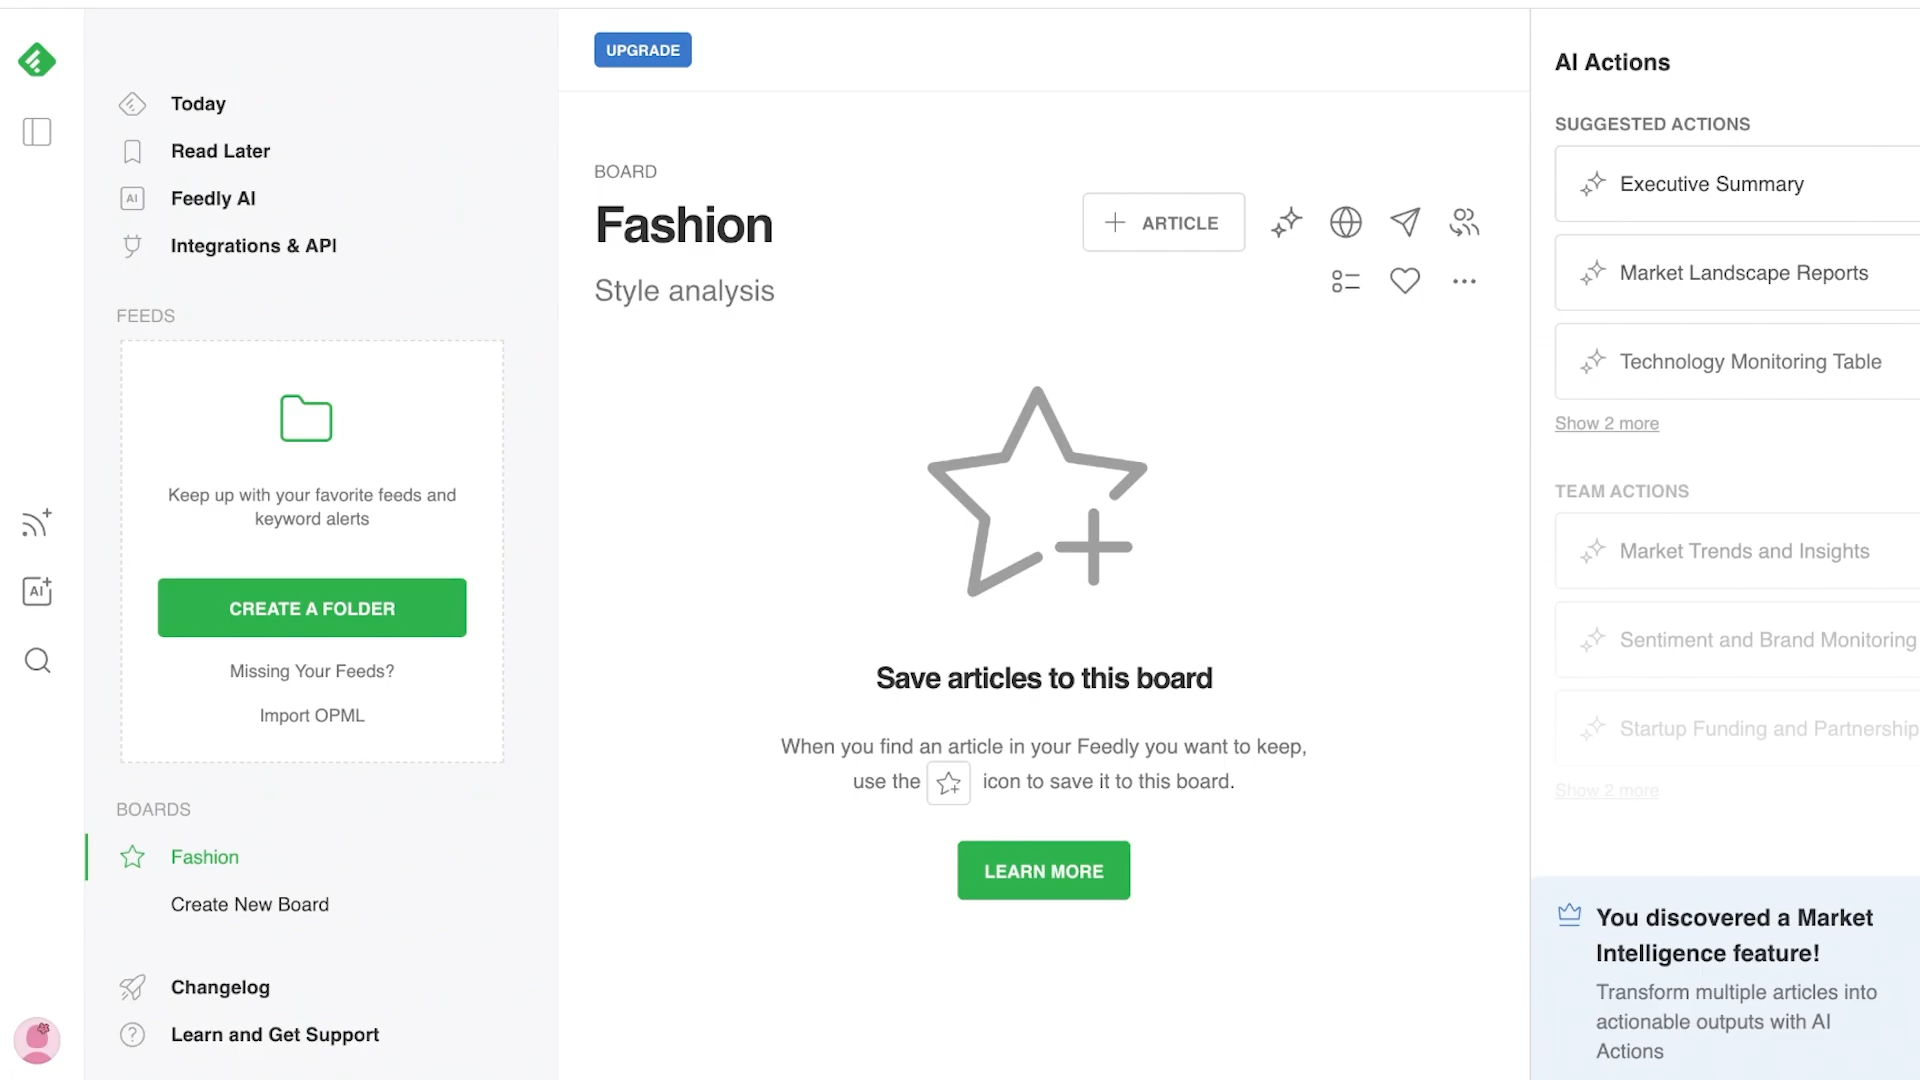 Today
Read Later
AI
Feedly AI
Integrations & API
FEEDS
Keep up with your favorite feeds and
keyword alerts
CREATE A FOLDER
Missing Your Feeds?
Import OPML
AI
BOARDS
Fashion
Create New Board
Changelog
Learn and Get Support
UPGRADE
BOARD
Fashion
ARTICLE
Style analysis
Save articles to this board
When you find an article in your Feedly you want to keep,
use the icon to save it to this board.
LEARN MORE
AI Actions
SUGGESTED ACTIONS
Executive Summary
Market Landscape Reports
Technology Monitoring Table
Show 2 more
TEAM ACTIONS
Market Trends and Insights
Sentiment and Brand Monitoring
Startup Funding and Partnership
Show 2 more
You discovered a Market
Intelligence feature!
Transform multiple articles into
actionable outputs with AI
Actions